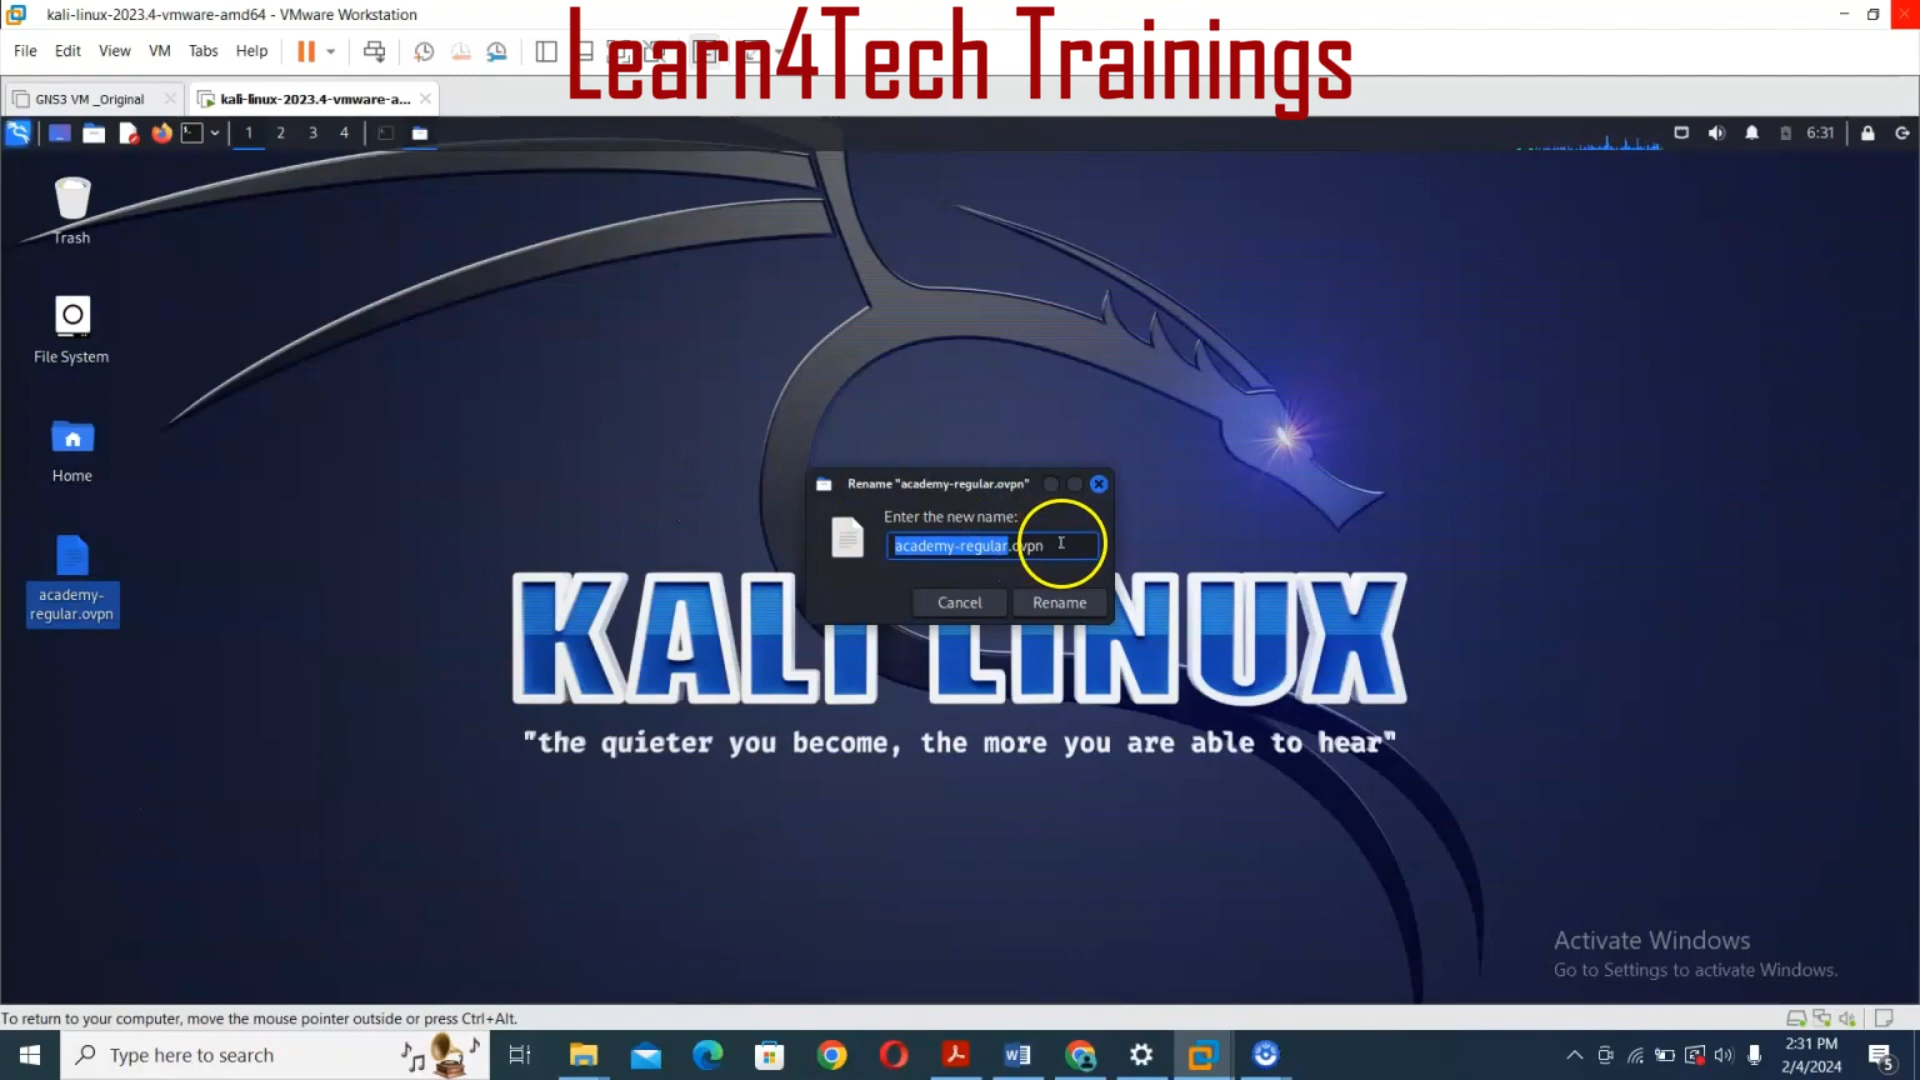 kali-linux-2023.4-vmware-amd64 - VMware Workstation
Learn4Tech Trainings
File Edit View VM Tabs Help
GNS3 VM _Original
kali-linux-2023.4-vmware-a...
1 2 3 4
6:31
Trash
File System
Home
academy-
regular.ovpn
Rename "academy-regular.ovpn"
Enter the new name:
academy-regular.ovpn
Cancel Rename
KALI LINUX
"the quieter you become, the more you are able to hear"
Activate Windows
Go to Settings to activate Windows.
To return to your computer, move the mouse pointer outside or press Ctrl+Alt.
Type here to search
2:31 PM
2/4/2024
5